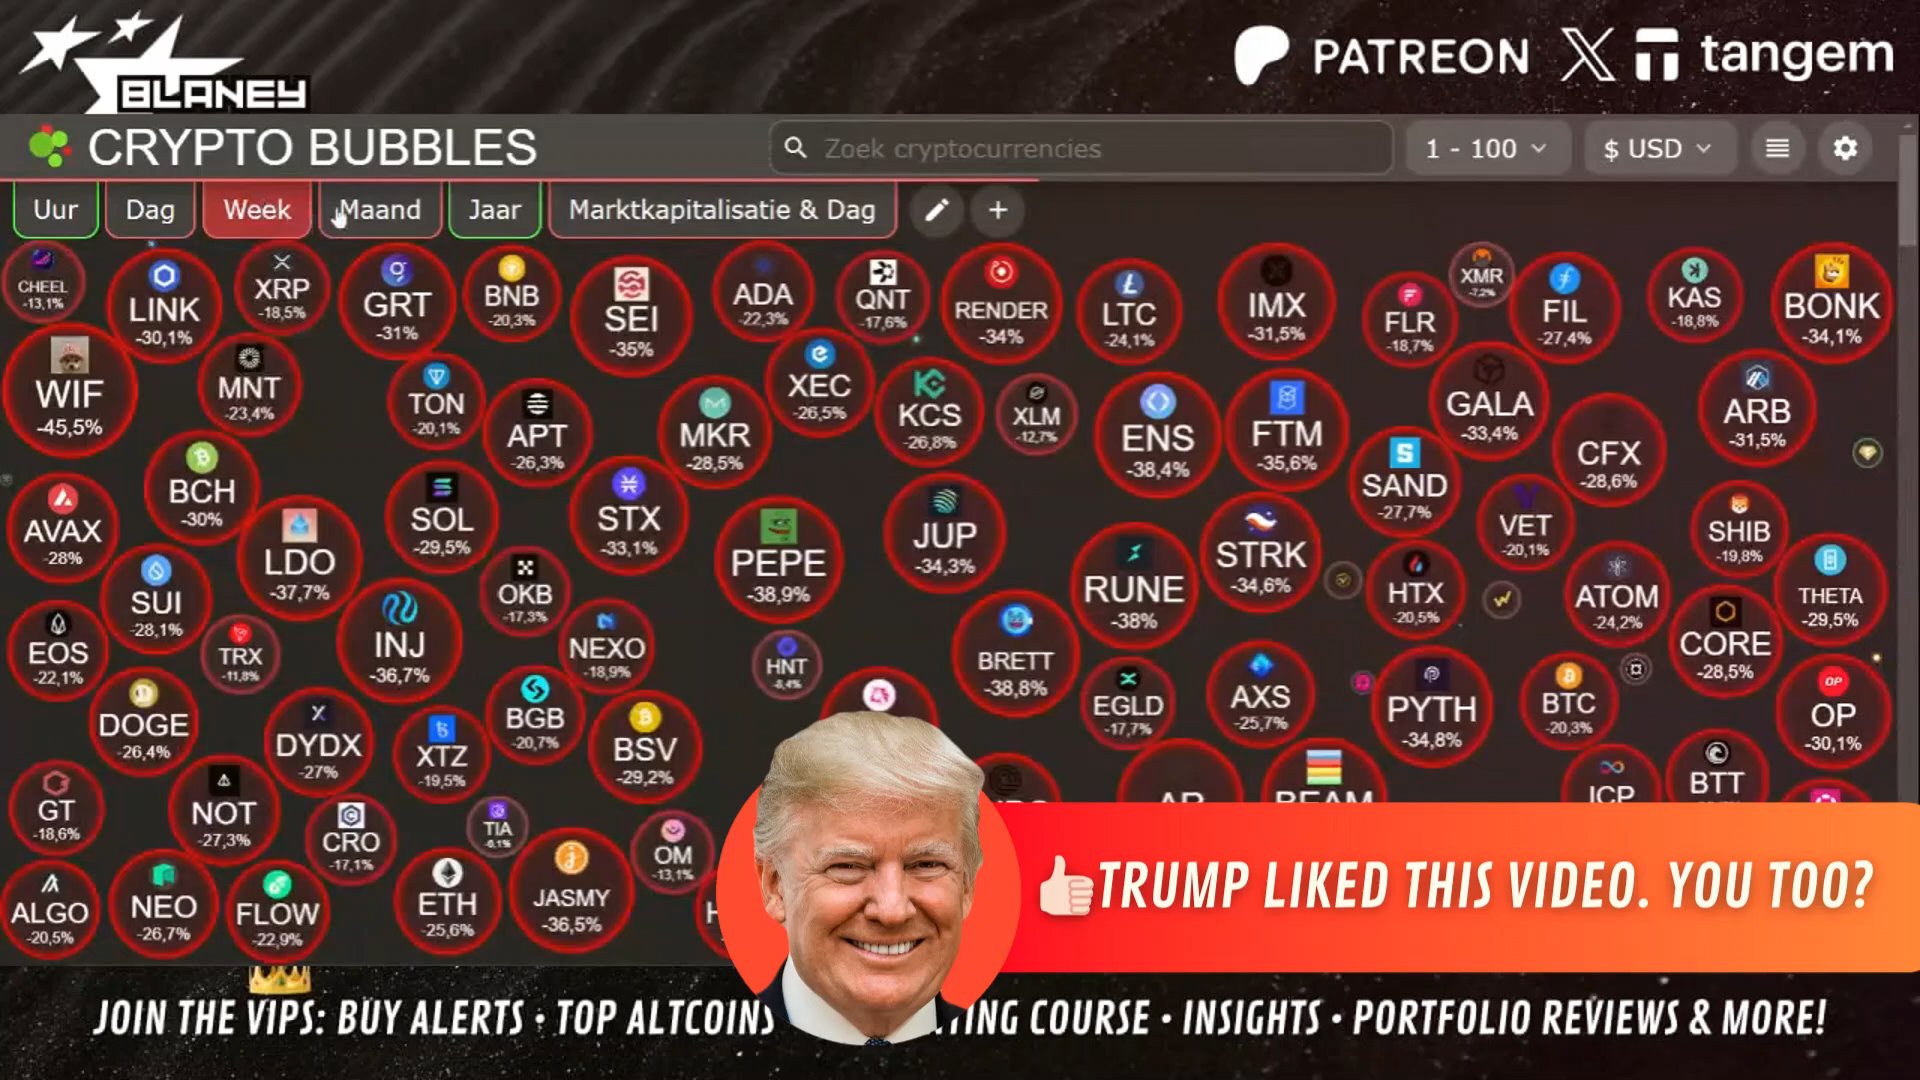 BLANEY
PATREON
tangem
CRYPTO BUBBLES
Zoek cryptocurrencies
1 - 100
$ USD
Uur
Dag
Week
Maand
Jaar
Marktkapitalisatie & Dag
CHEEL
-13,1%
LINK
-30,1%
XRP
-18,5%
GRT
-31%
BNB
-20,3%
SEI
-35%
ADA
-22,3%
QNT
-17,6%
RENDER
-34%
LTC
-24,1%
IMX
-31,5%
FLR
-18,7%
XMR
-7,2%
FIL
-27,4%
KAS
-18,8%
BONK
-34,1%
WIF
-45,5%
MNT
-23,4%
TON
-20,1%
APT
-26,3%
MKR
-28,5%
XEC
-26,5%
KCS
-26,8%
XLM
-12,7%
ENS
-38,4%
FTM
-35,6%
GALA
-33,4%
CFX
-28,6%
ARB
-31,5%
AVAX
-28%
BCH
-30%
LDO
-37,7%
SOL
-29,5%
STX
-33,1%
PEPE
-38,9%
JUP
-34,3%
RUNE
-38%
STRK
-34,6%
SAND
-27,7%
VET
-20,1%
SHIB
-19,8%
SUI
-28,1%
OKB
-17,3%
HTX
-20,5%
ATOM
-24,2%
THETA
-29,5%
EOS
-22,1%
TRX
-11,8%
INJ
-36,7%
NEXO
-18,9%
HNT
BRETT
-38,8%
CORE
-28,5%
DOGE
-26,4%
DYDX
-27%
XTZ
-19,5%
BGB
-20,7%
BSV
-29,2%
EGLD
-17,7%
AXS
-25,7%
PYTH
-34,8%
BTC
-20,3%
OP
-30,1%
GT
-18,6%
NOT
-27,3%
CRO
-17,1%
TIA
OM
-13,1%
AR
BEAM
ICP
BTT
ALGO
-20,5%
NEO
-26,7%
FLOW
-22,9%
ETH
-25,6%
JASMY
-36,5%
TRUMP LIKED THIS VIDEO. YOU TOO?
JOIN THE VIPS: BUY ALERTS • TOP ALTCOINS TING COURSE • INSIGHTS • PORTFOLIO REVIEWS & MORE!